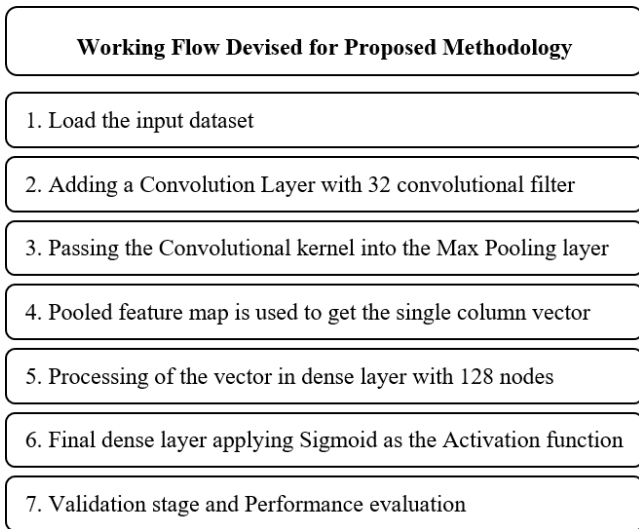 Working Flow Devised for Proposed Methodology
1. Load the input dataset
2. Adding a Convolution Layer with 32 convolutional filter
3. Passing the Convolutional kernel into the Max Pooling layer
4. Pooled feature map is used to get the single column vector
5. Processing of the vector in dense layer with 128 nodes
6. Final dense layer applying Sigmoid as the Activation function
7. Validation stage and Performance evaluation